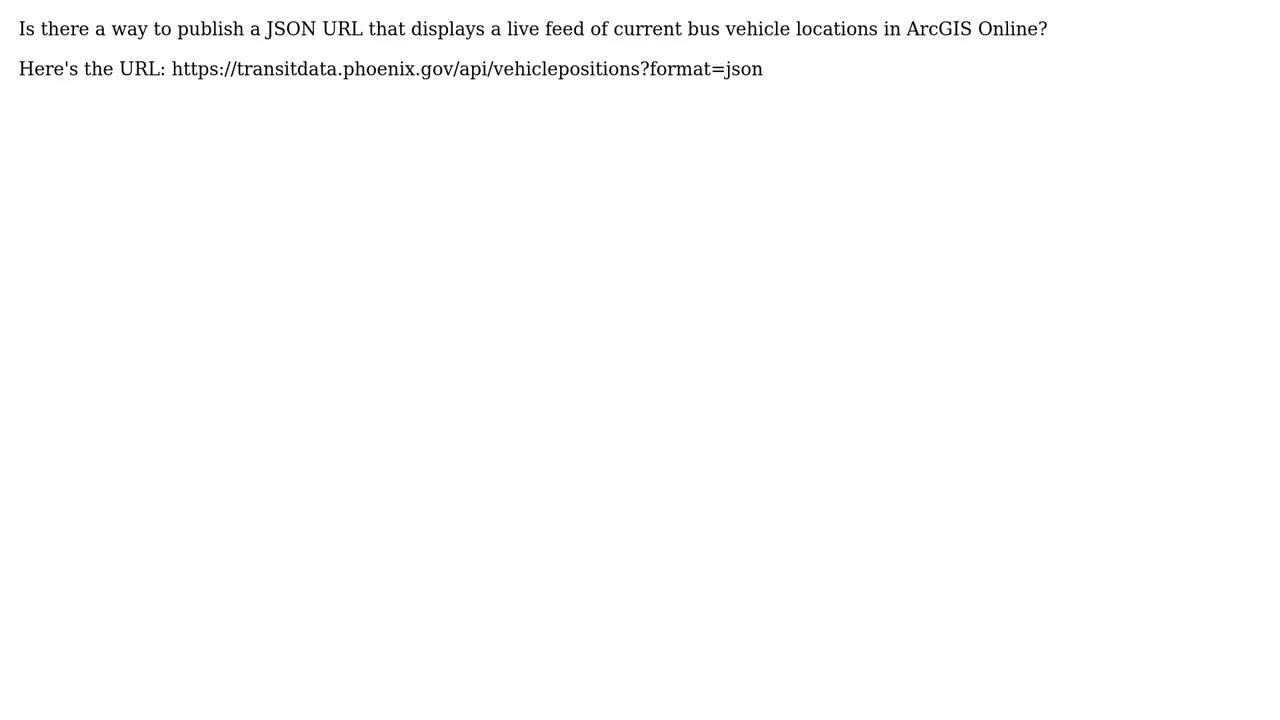 Is there a way to publish a JSON URL that displays a live feed of current bus vehicle locations in ArcGIS Online?
Here's the URL: https://transitdata.phoenix.gov/api/vehiclepositions?format=json